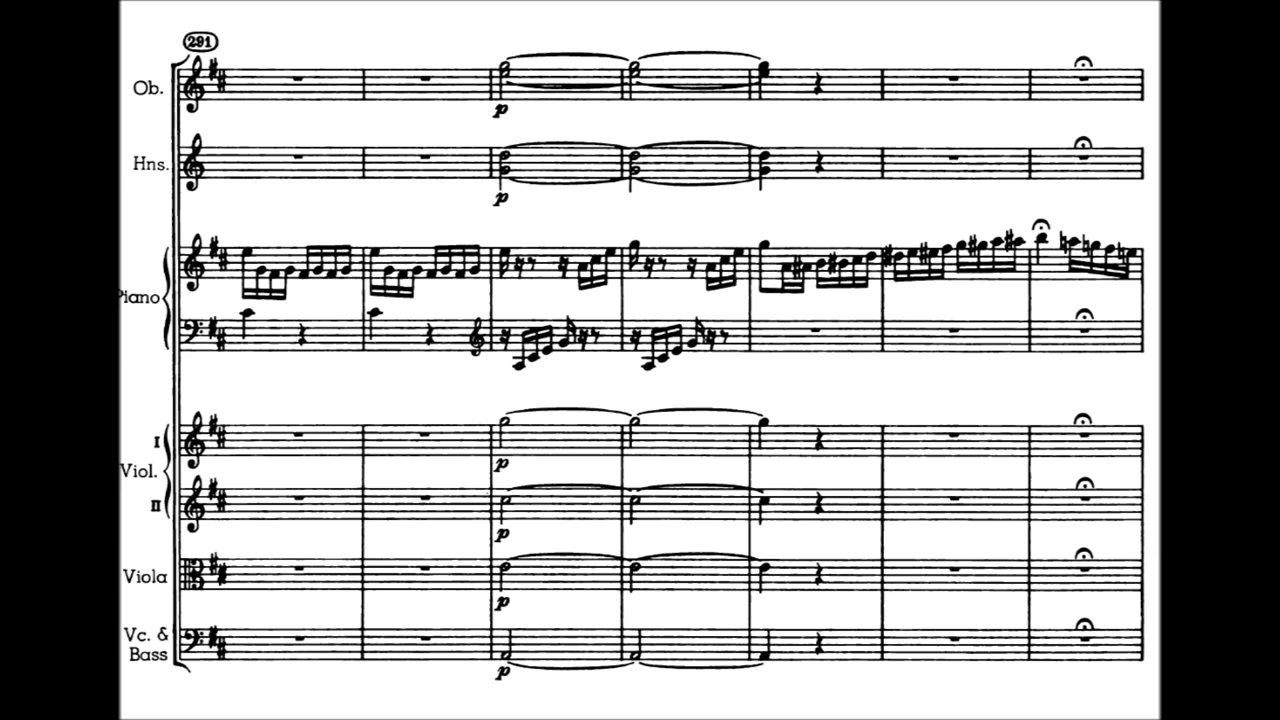 291
Ob.
p
Hns.
p
Piano
I
Viol.
p
II
p
Viola
p
Vc. &
Bass
p